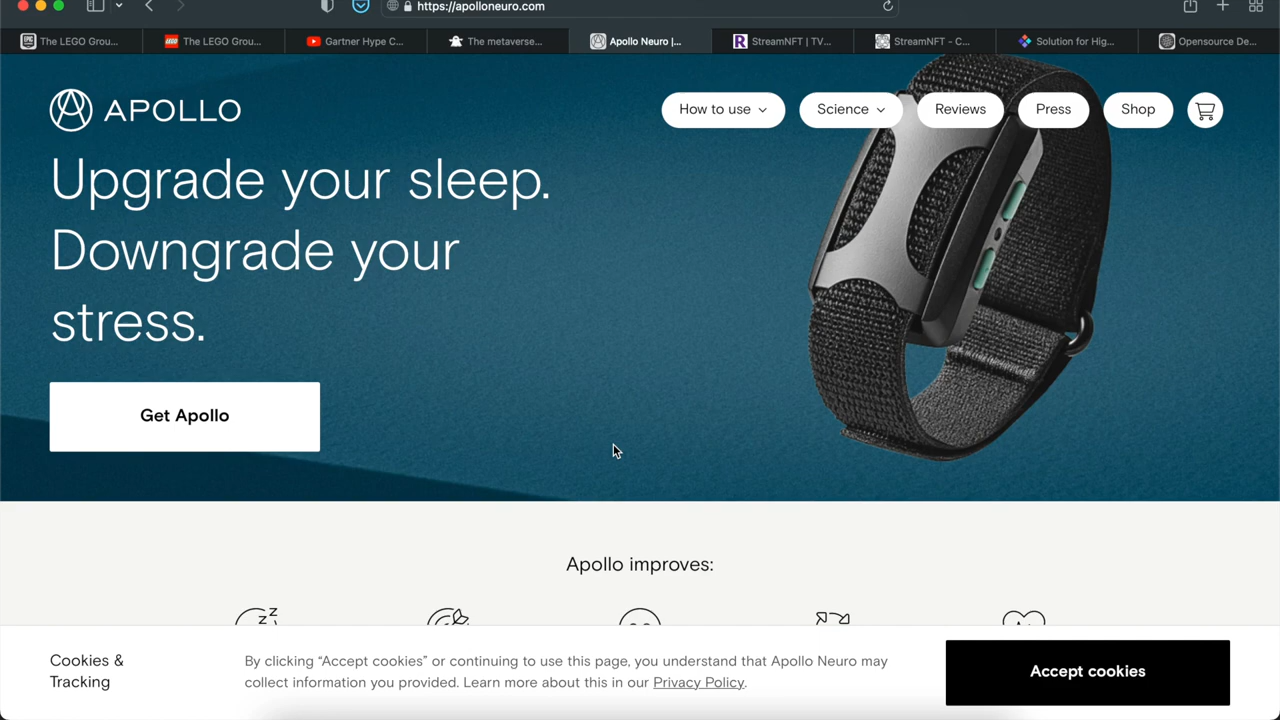 https://apolloneuro.com
The LEGO Grou...
The LEGO Grou...
Gartner Hype C...
The metaverse...
Apollo Neuro |...
StreamNFT | TV...
StreamNFT - C...
Solution for Hig...
Opensource De...
APOLLO
How to use
Science
Reviews
Press
Shop
Upgrade your sleep.
Downgrade your
stress.
Get Apollo
Apollo improves:
Cookies &
Tracking
By clicking “Accept cookies” or continuing to use this page, you understand that Apollo Neuro may
collect information you provided. Learn more about this in our Privacy Policy.
Accept cookies